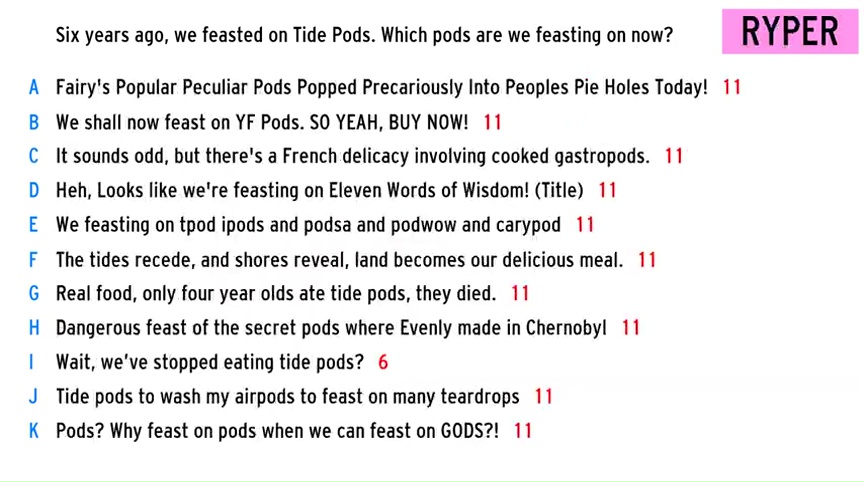 Six years ago, we feasted on Tide Pods. Which pods are we feasting on now?
RYPER
A Fairy's Popular Peculiar Pods Popped Precariously Into Peoples Pie Holes Today! 11
B We shall now feast on YF Pods. SO YEAH, BUY NOW! 11
C It sounds odd, but there's a French delicacy involving cooked gastropods. 11
D Heh, Looks like we're feasting on Eleven Words of Wisdom! (Title) 11
E We feasting on tpod ipods and podsa and podwow and carypod 11
F The tides recede, and shores reveal, land becomes our delicious meal. 11
G Real food, only four year olds ate tide pods, they died. 11
H Dangerous feast of the secret pods where Evenly made in Chernobyl 11
I Wait, we've stopped eating tide pods? 6
J Tide pods to wash my airpods to feast on many teardrops 11
K Pods? Why feast on pods when we can feast on GODS?! 11